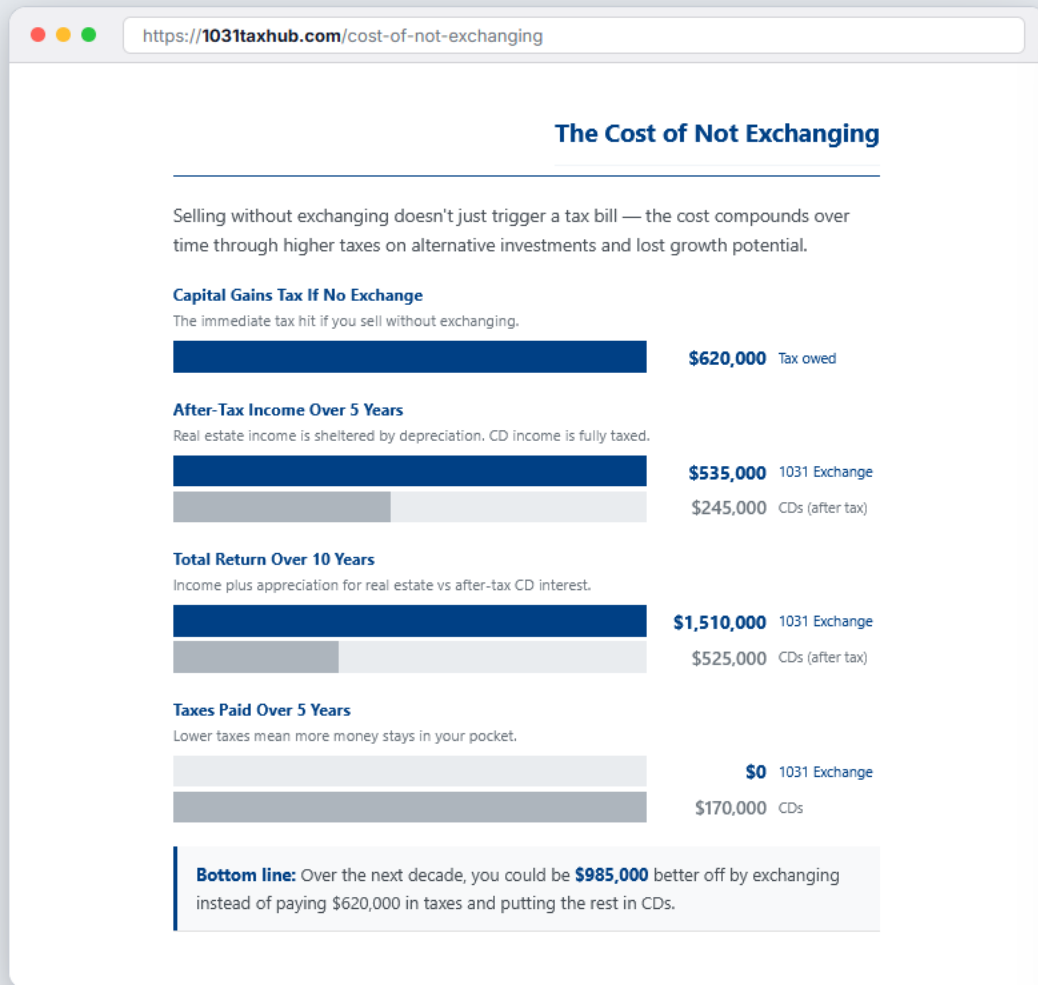 https://1031taxhub.com/cost-of-not-exchanging
The Cost of Not Exchanging
Selling without exchanging doesn't just trigger a tax bill — the cost compounds over
time through higher taxes on alternative investments and lost growth potential.
Capital Gains Tax If No Exchange
The immediate tax hit if you sell without exchanging.
$620,000 Tax owed
After-Tax Income Over 5 Years
Real estate income is sheltered by depreciation. CD income is fully taxed.
$535,000 1031 Exchange
$245,000 CDs (after tax)
Total Return Over 10 Years
Income plus appreciation for real estate vs after-tax CD interest.
$1,510,000 1031 Exchange
$525,000 CDs (after tax)
Taxes Paid Over 5 Years
Lower taxes mean more money stays in your pocket.
$0 1031 Exchange
$170,000 CDs
Bottom line: Over the next decade, you could be $985,000 better off by exchanging
instead of paying $620,000 in taxes and putting the rest in CDs.